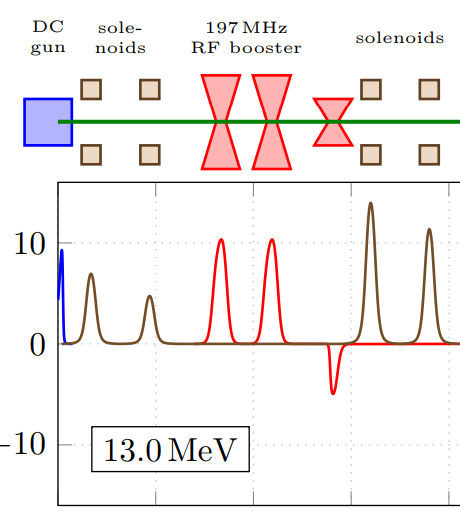 DC
gun
sole-
noids
197 MHz
RF booster
solenoids
10
0
−10
13.0 MeV